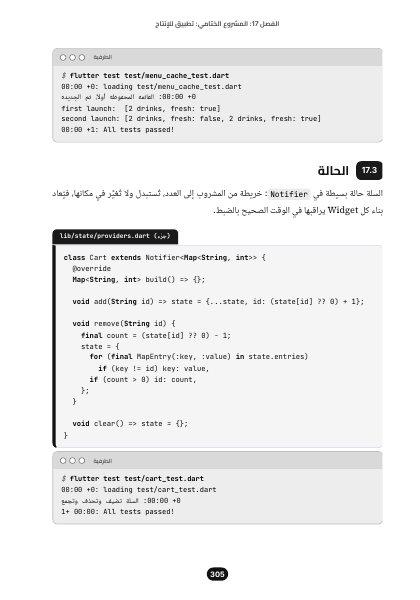 الفصل 17: المشروع الختامي: تطبيق للإنتاج
الطرفية
$ flutter test test/menu_cache_test.dart
00:00 +0: loading test/menu_cache_test.dart
00:00 +0: القائمة المحفوظة أولًا، ثم الجديدة
first launch:  [2 drinks, fresh: true]
second launch: [2 drinks, fresh: false, 2 drinks, fresh: true]
00:00 +1: All tests passed!
17.3 الحالة
السلة حالة بسيطة في Notifier: خريطة من المشروب إلى العدد، تُستبدل ولا تُغيَّر في مكانها، فيُعاد
بناء كل Widget يراقبها في الوقت الصحيح بالضبط.
lib/state/providers.dart (جزء)
class Cart extends Notifier<Map<String, int>> {
  @override
  Map<String, int> build() => {};

  void add(String id) => state = {...state, id: (state[id] ?? 0) + 1};

  void remove(String id) {
    final count = (state[id] ?? 0) - 1;
    state = {
      for (final MapEntry(:key, :value) in state.entries)
        if (key != id) key: value,
      if (count > 0) id: count,
    };
  }

  void clear() => state = {};
}
الطرفية
$ flutter test test/cart_test.dart
00:00 +0: loading test/cart_test.dart
00:00 +0: السلة تضيف وتحذف وتجمع
1+ 00:00: All tests passed!
305